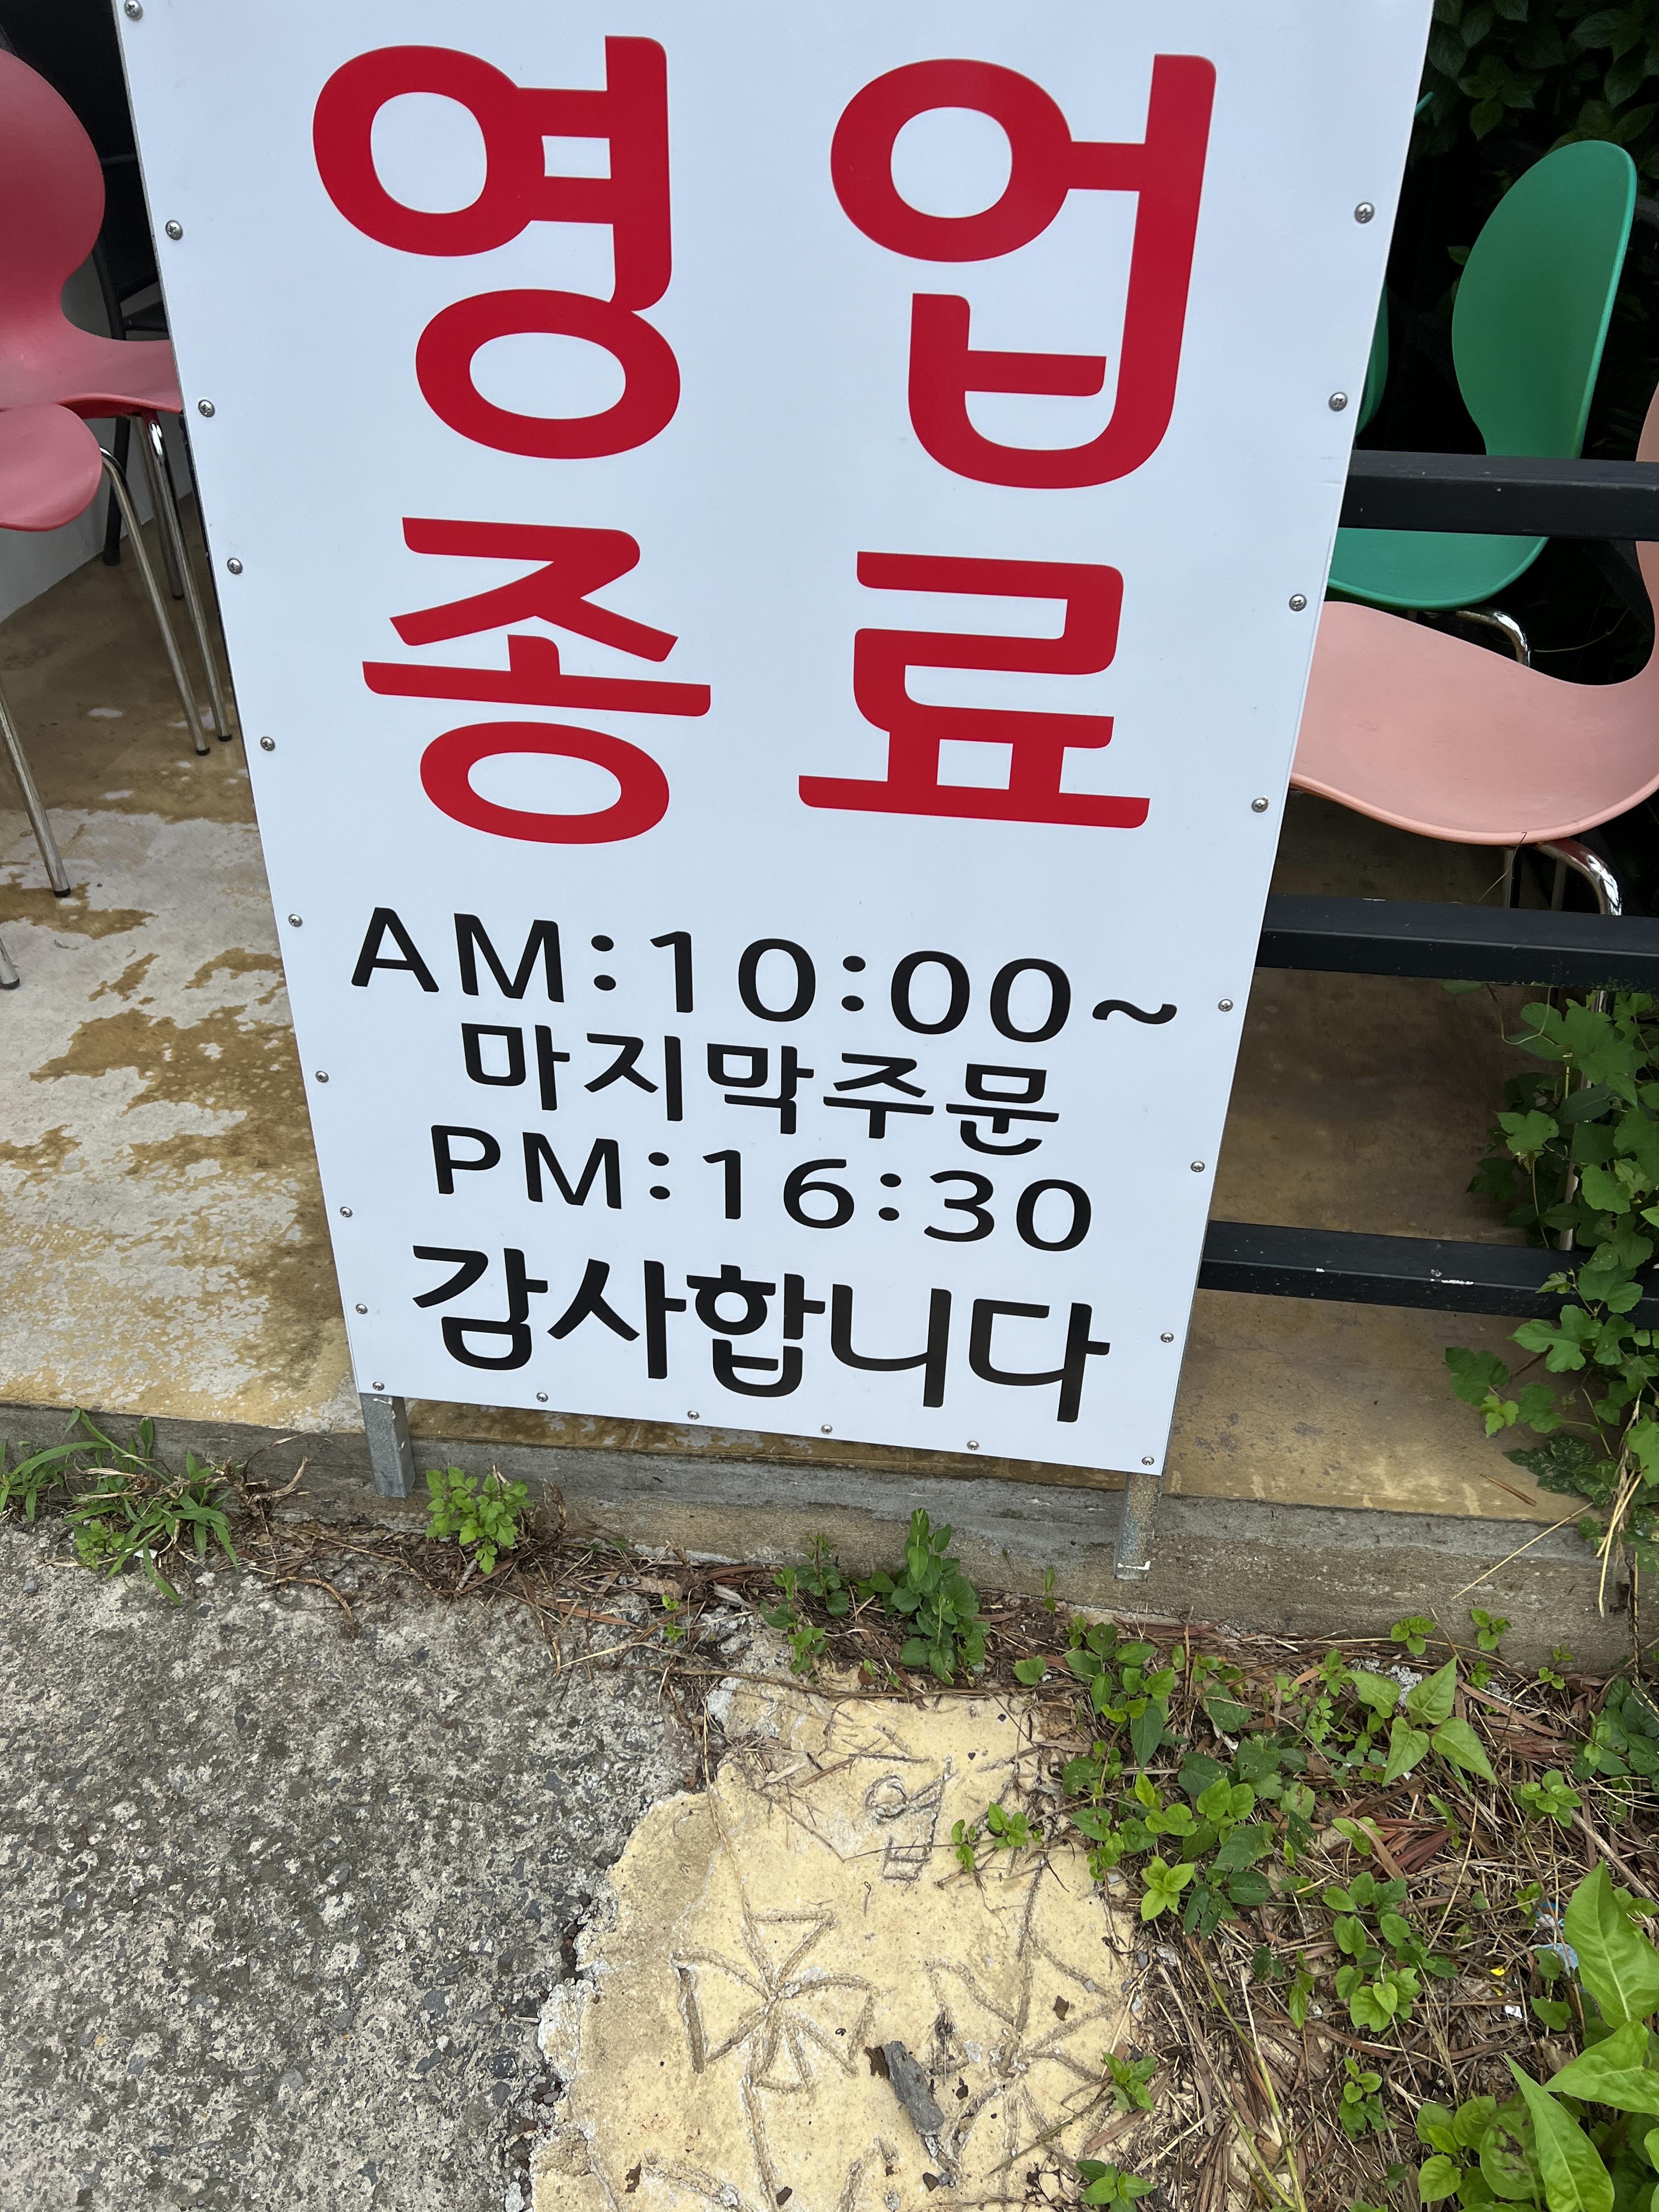 영업
종료
AM:10:00~
마지막주문
PM:16:30
감사합니다